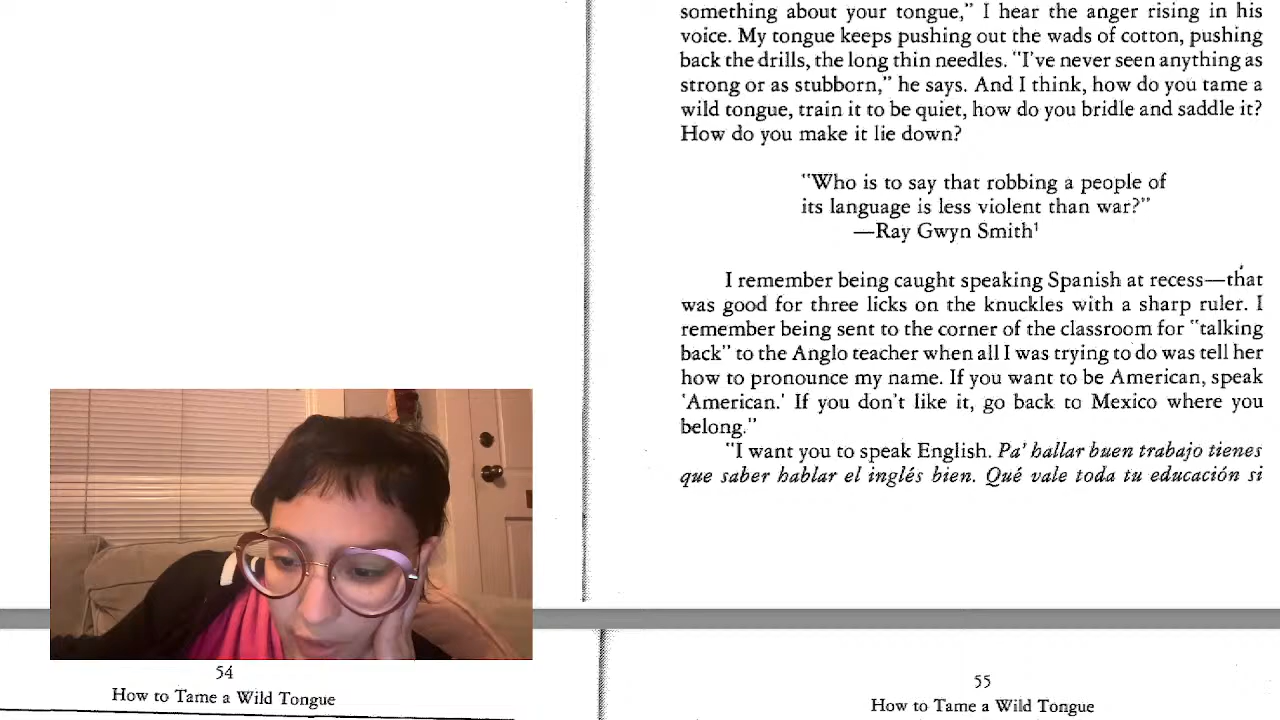 something about your tongue," I hear the anger rising in his
voice. My tongue keeps pushing out the wads of cotton, pushing
back the drills, the long thin needles. "I've never seen anything as
strong or as stubborn," he says. And I think, how do you tame a
wild tongue, train it to be quiet, how do you bridle and saddle it?
How do you make it lie down?
"Who is to say that robbing a people of
its language is less violent than war?"
—Ray Gwyn Smith¹
I remember being caught speaking Spanish at recess—that
was good for three licks on the knuckles with a sharp ruler. I
remember being sent to the corner of the classroom for "talking
back" to the Anglo teacher when all I was trying to do was tell her
how to pronounce my name. If you want to be American, speak
'American.' If you don't like it, go back to Mexico where you
belong."
"I want you to speak English. Pa' hallar buen trabajo tienes
que saber hablar el inglés bien. Qué vale toda tu educación si
54
How to Tame a Wild Tongue
55
How to Tame a Wild Tongue